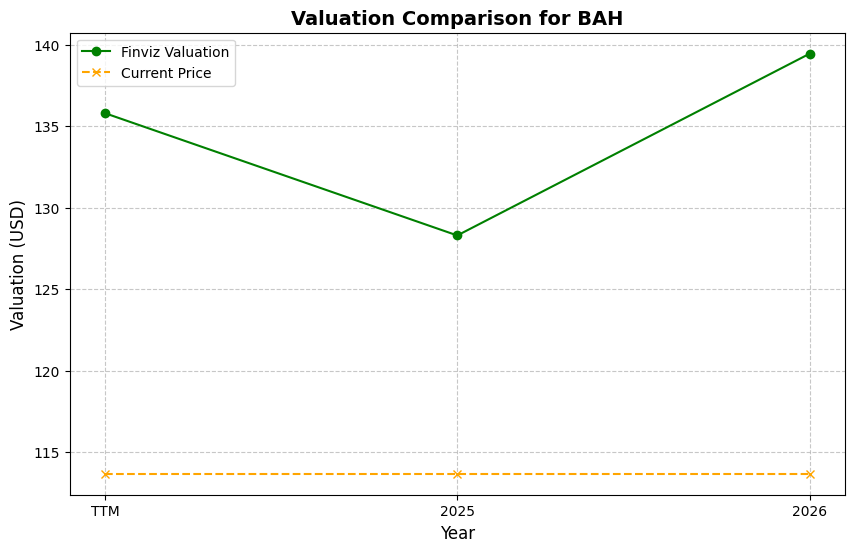 Valuation Comparison for BAH
Finviz Valuation
Current Price
140
135
130
125
120
115
Valuation (USD)
TTM
2025
2026
Year